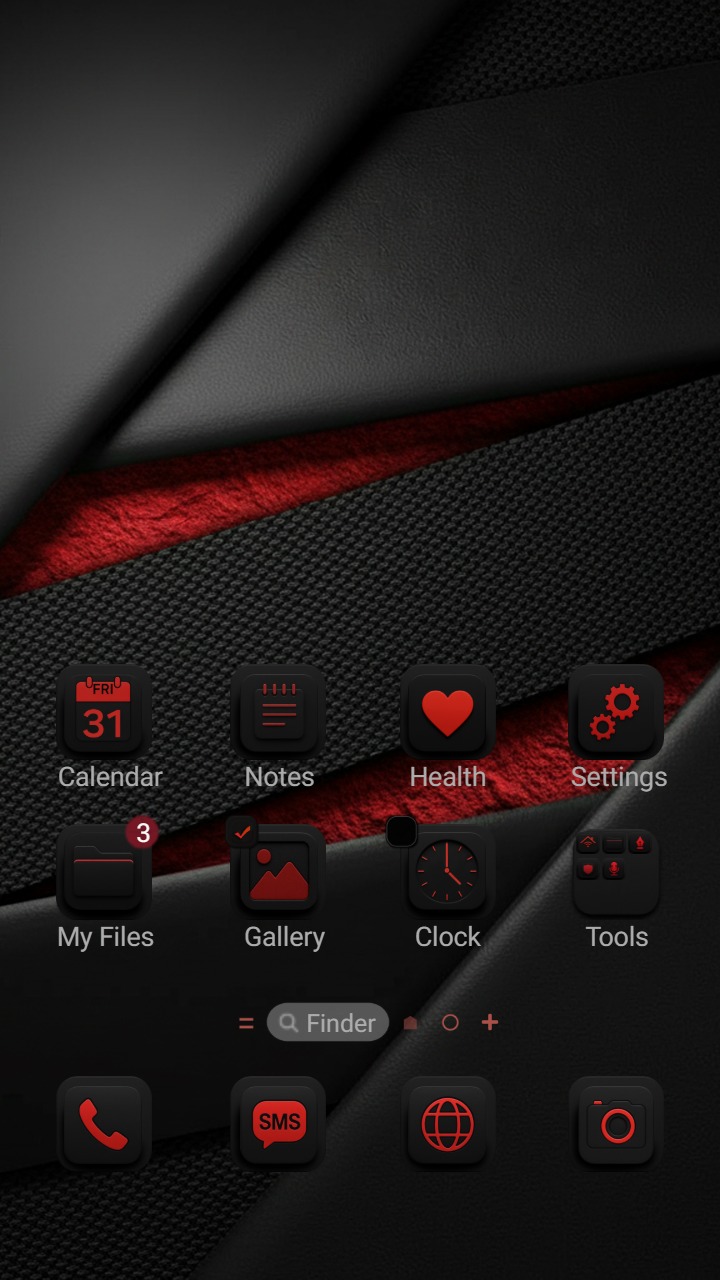 FRI
31
Calendar
Notes
Health
Settings
3
My Files
Gallery
Clock
Tools
Finder
SMS